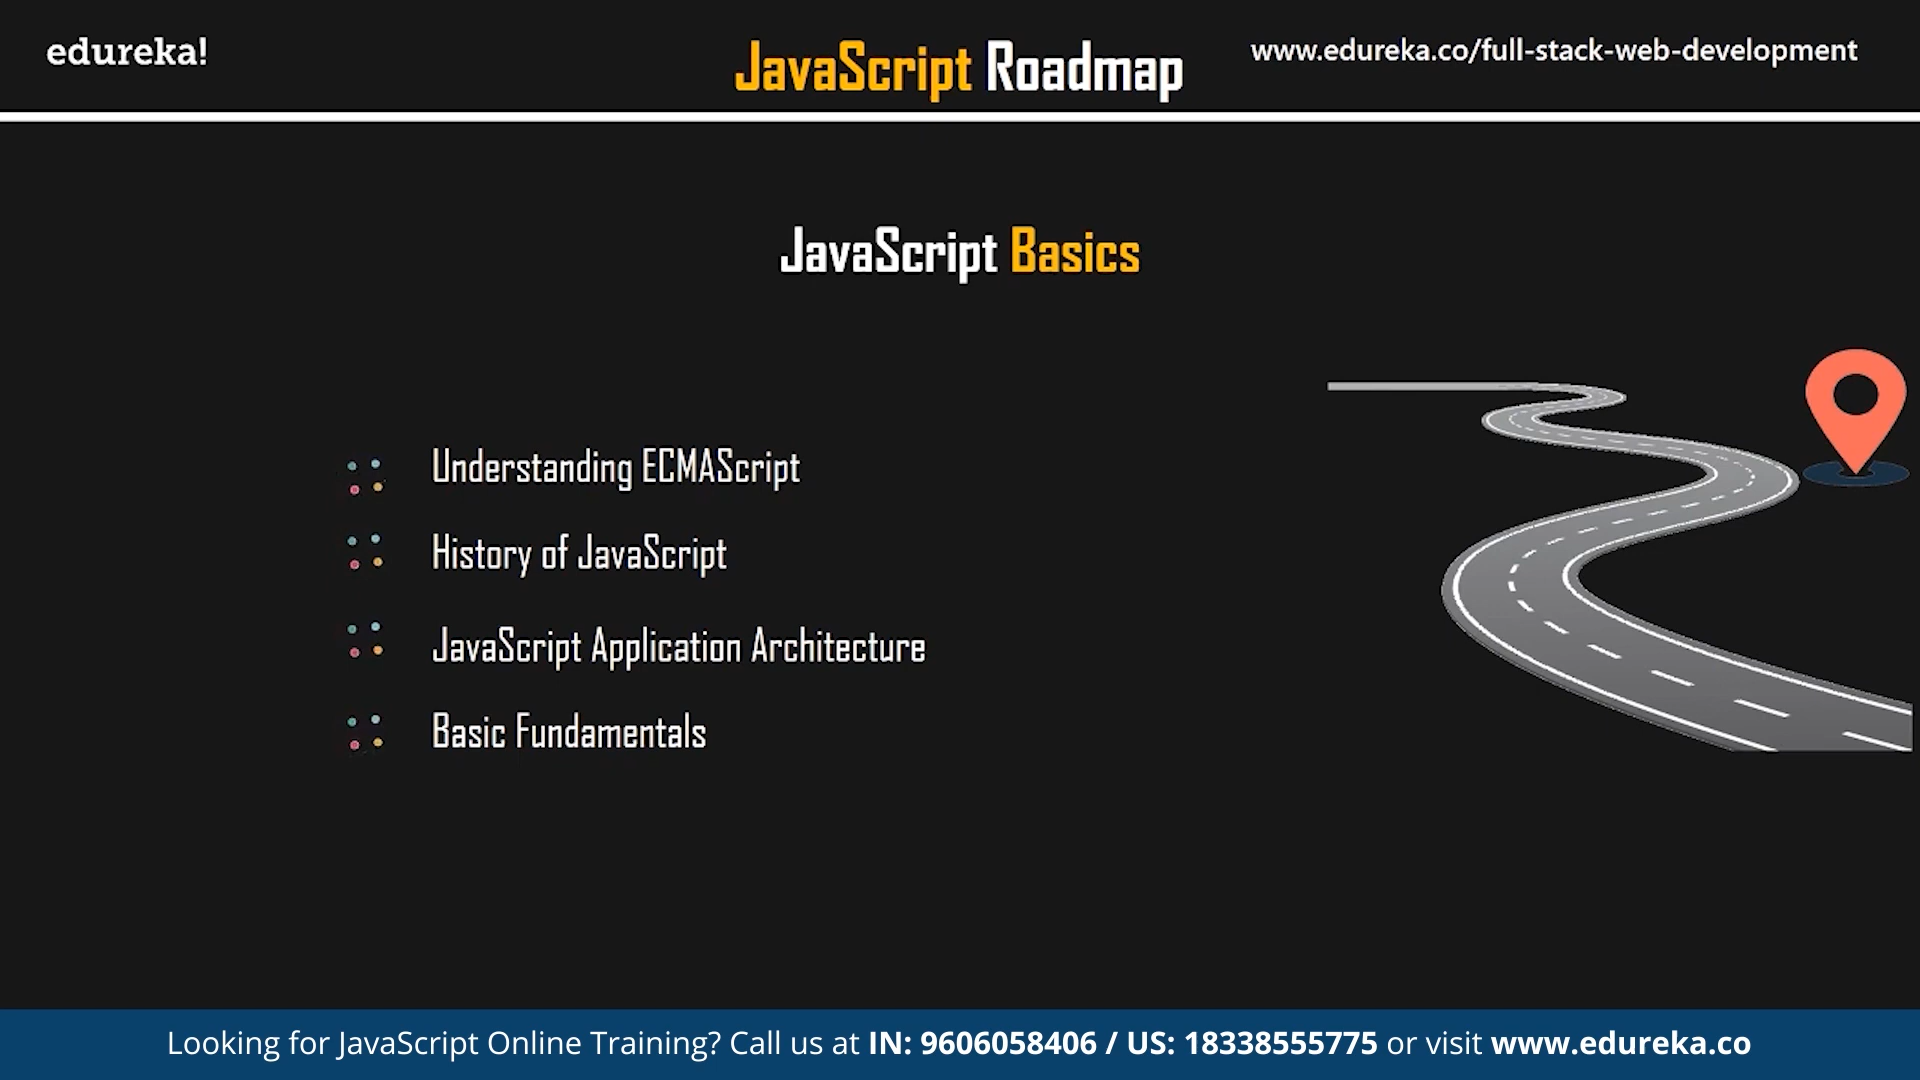 edureka!
JavaScript Roadmap
www.edureka.co/full-stack-web-development
JavaScript Basics
Understanding ECMAScript
History of JavaScript
JavaScript Application Architecture
Basic Fundamentals
Looking for JavaScript Online Training? Call us at IN: 9606058406 / US: 18338555775 or visit www.edureka.co